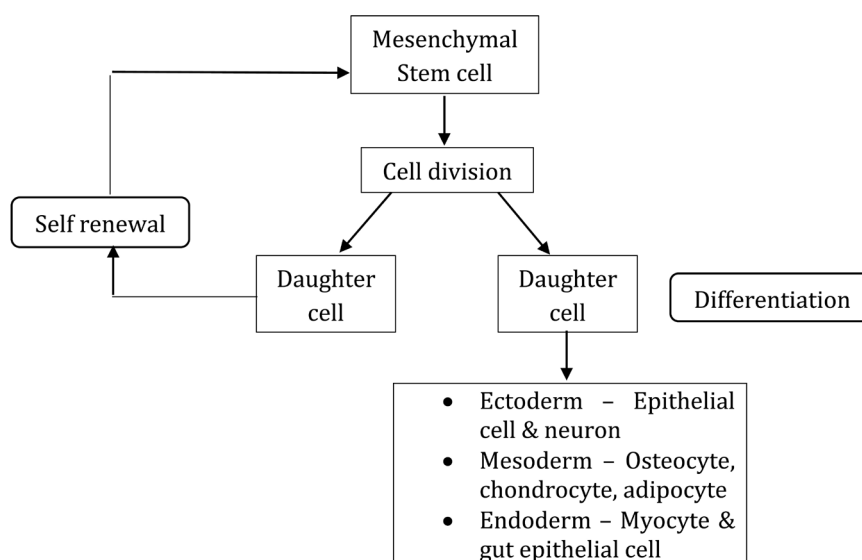 Mesenchymal
Stem cell
Cell division
Self renewal
Daughter
cell
Daughter
cell
Differentiation
• Ectoderm – Epithelial
cell & neuron
• Mesoderm – Osteocyte,
chondrocyte, adipocyte
• Endoderm – Myocyte &
gut epithelial cell